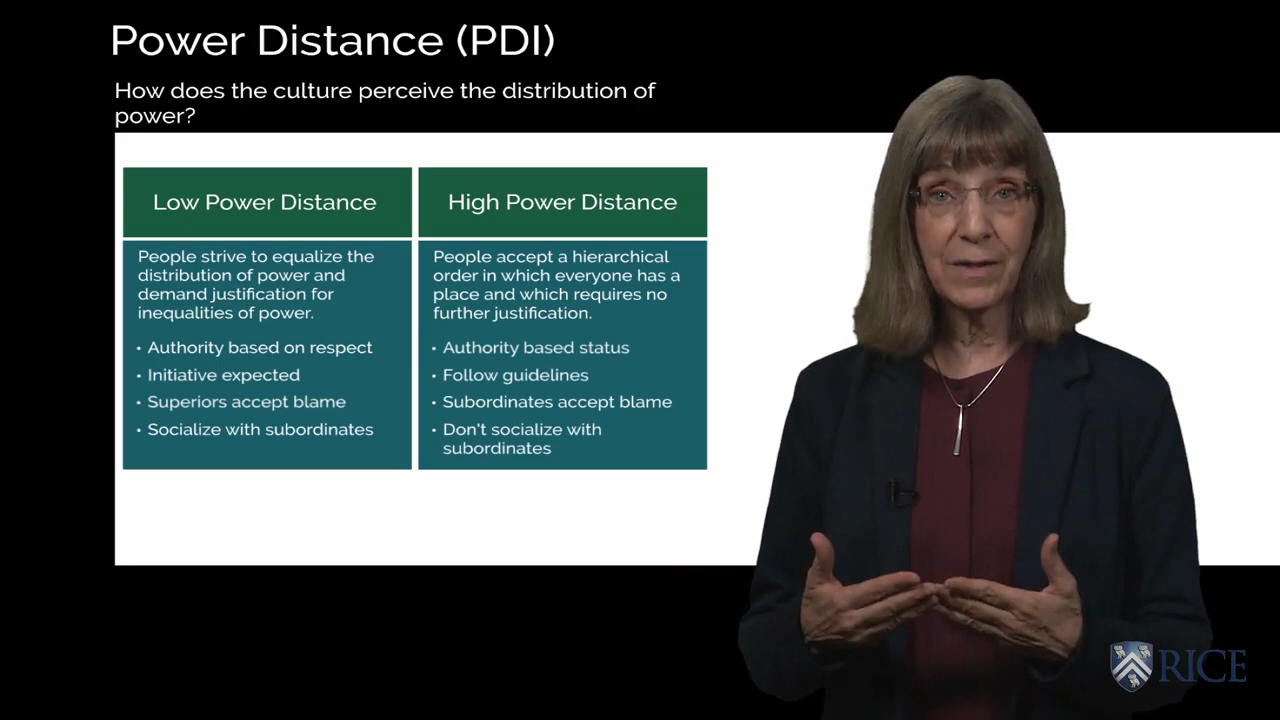 Power Distance (PDI)
How does the culture perceive the distribution of
power?
Low Power Distance
People strive to equalize the
distribution of power and
demand justification for
inequalities of power.
• Authority based on respect
• Initiative expected
• Superiors accept blame
• Socialize with subordinates
High Power Distance
People accept a hierarchical
order in which everyone has a
place and which requires no
further justification.
• Authority based status
• Follow guidelines
• Subordinates accept blame
• Don't socialize with
subordinates
RICE